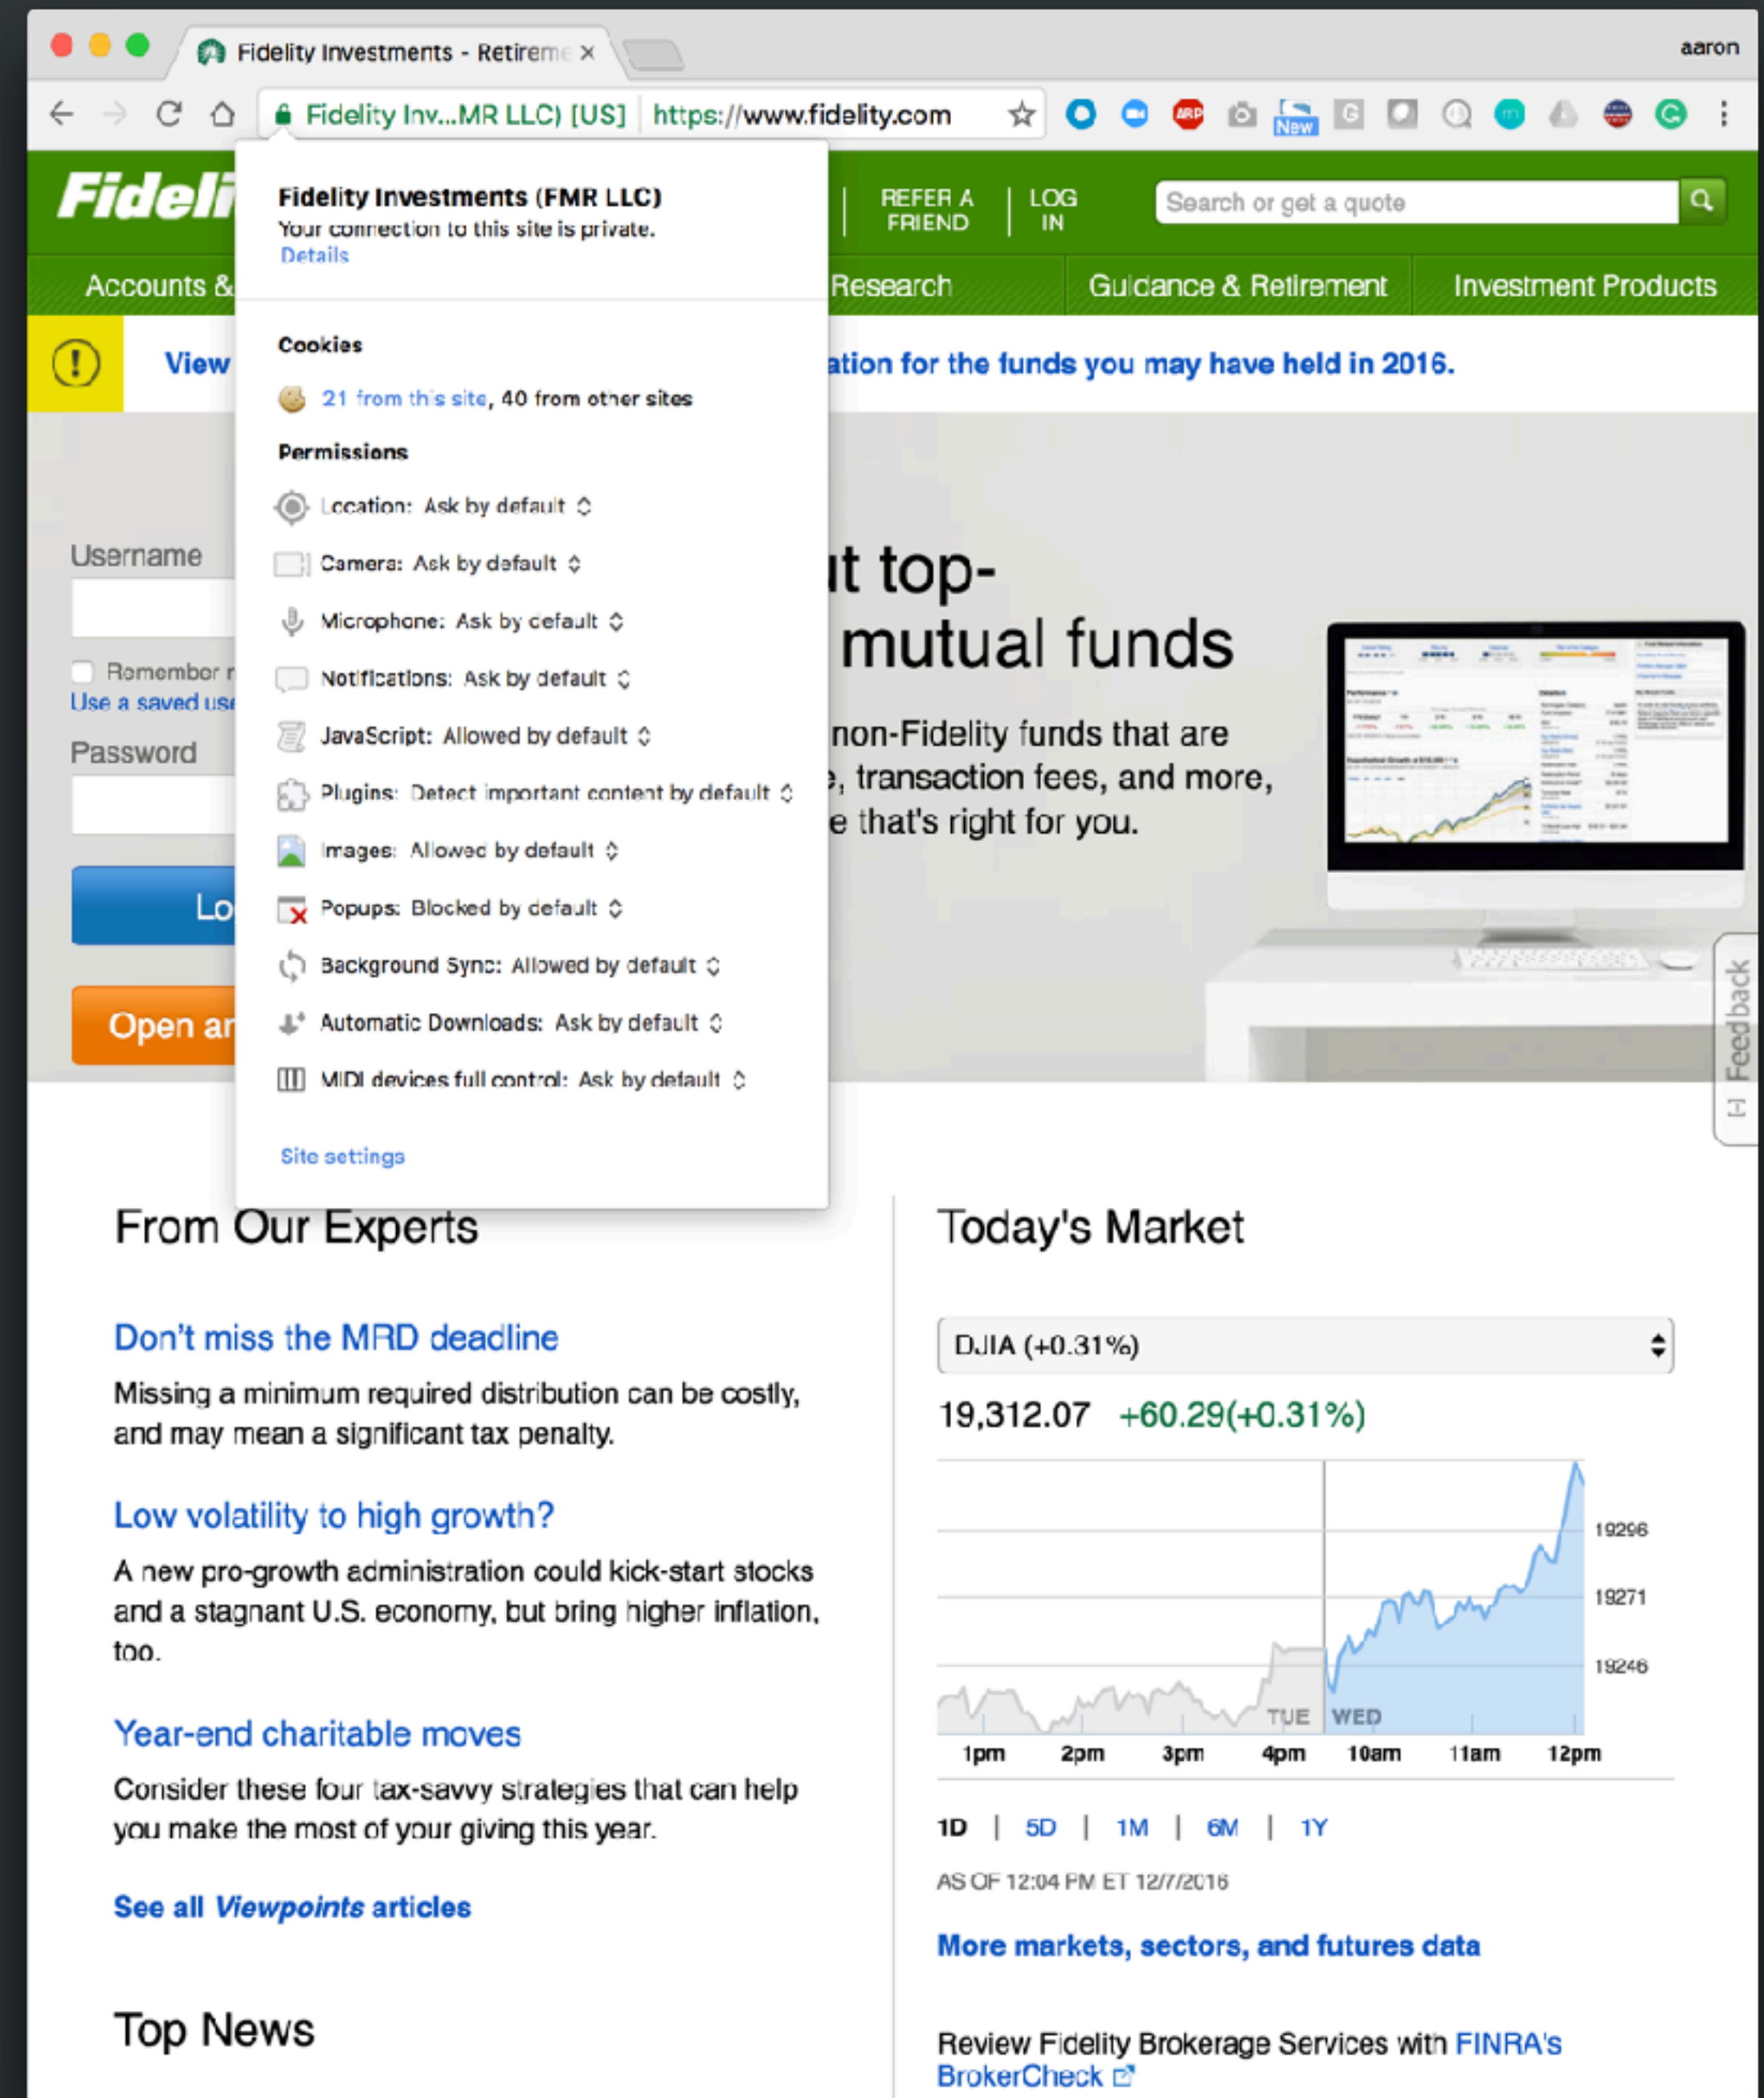 Fidelity Investments - Retireme
aaron
Fidelity Inv...MR LLC) [US]
https://www.fidelity.com
ABP
New
Fideli
REFER A
FRIEND
LOG
IN
Search or get a quote
Accounts &
Research
Guidance & Retirement
Investment Products
Fidelity Investments (FMR LLC)
Your connection to this site is private.
Details
View
ation for the funds you may have held in 2016.
Cookies
21 from this site, 40 from other sites
Permissions
Location: Ask by default
Camera: Ask by default
Microphone: Ask by default
Notifications: Ask by default
JavaScript: Allowed by default
Plugins: Detect important content by default
Images: Allowed by default
Popups: Blocked by default
Background Sync: Allowed by default
Automatic Downloads: Ask by default
MIDI devices full control: Ask by default
Site settings
Username
Remember
Use a saved use
Password
Lo
Open an
t top-
mutual funds
non-Fidelity funds that are
, transaction fees, and more,
e that's right for you.
[-] Feedback
From Our Experts
Don't miss the MRD deadline
Missing a minimum required distribution can be costly,
and may mean a significant tax penalty.
Low volatility to high growth?
A new pro-growth administration could kick-start stocks
and a stagnant U.S. economy, but bring higher inflation,
too.
Year-end charitable moves
Consider these four tax-savvy strategies that can help
you make the most of your giving this year.
See all Viewpoints articles
Top News
Today's Market
DJIA (+0.31%)
19,312.07 +60.29(+0.31%)
19296
19271
19246
TUE WED
1pm 2pm 3pm 4pm 10am 11am 12pm
1D | 5D | 1M | 6M | 1Y
AS OF 12:04 PM ET 12/7/2016
More markets, sectors, and futures data
Review Fidelity Brokerage Services with FINRA's
BrokerCheck